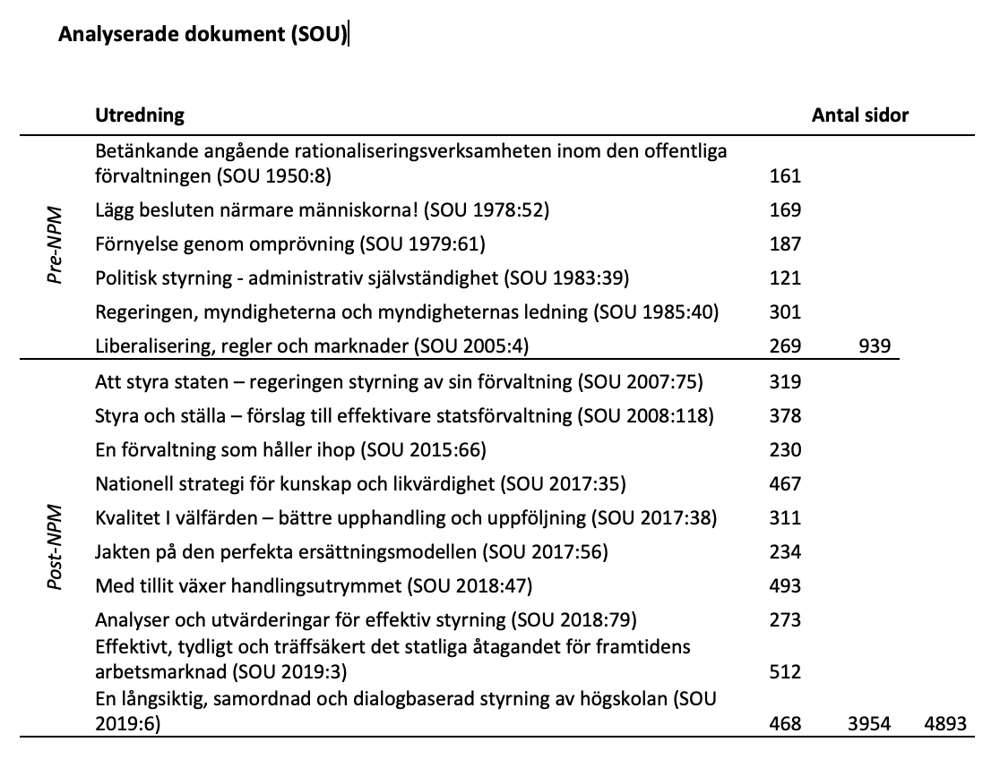 Analyserade dokument (SOU)
Utredning Antal sidor
Pre-NPM
Betänkande angående rationaliseringsverksamheten inom den offentliga
förvaltningen (SOU 1950:8) 161
Lägg besluten närmare människorna! (SOU 1978:52) 169
Förnyelse genom omprövning (SOU 1979:61) 187
Politisk styrning - administrativ självständighet (SOU 1983:39) 121
Regeringen, myndigheterna och myndigheternas ledning (SOU 1985:40) 301
Liberalisering, regler och marknader (SOU 2005:4) 269 939
Post-NPM
Att styra staten – regeringen styrning av sin förvaltning (SOU 2007:75) 319
Styra och ställa – förslag till effektivare statsförvaltning (SOU 2008:118) 378
En förvaltning som håller ihop (SOU 2015:66) 230
Nationell strategi för kunskap och likvärdighet (SOU 2017:35) 467
Kvalitet I välfärden – bättre upphandling och uppföljning (SOU 2017:38) 311
Jakten på den perfekta ersättningsmodellen (SOU 2017:56) 234
Med tillit växer handlingsutrymmet (SOU 2018:47) 493
Analyser och utvärderingar för effektiv styrning (SOU 2018:79) 273
Effektivt, tydligt och träffsäkert det statliga åtagandet för framtidens
arbetsmarknad (SOU 2019:3) 512
En långsiktig, samordnad och dialogbaserad styrning av högskolan (SOU
2019:6) 468 3954 4893